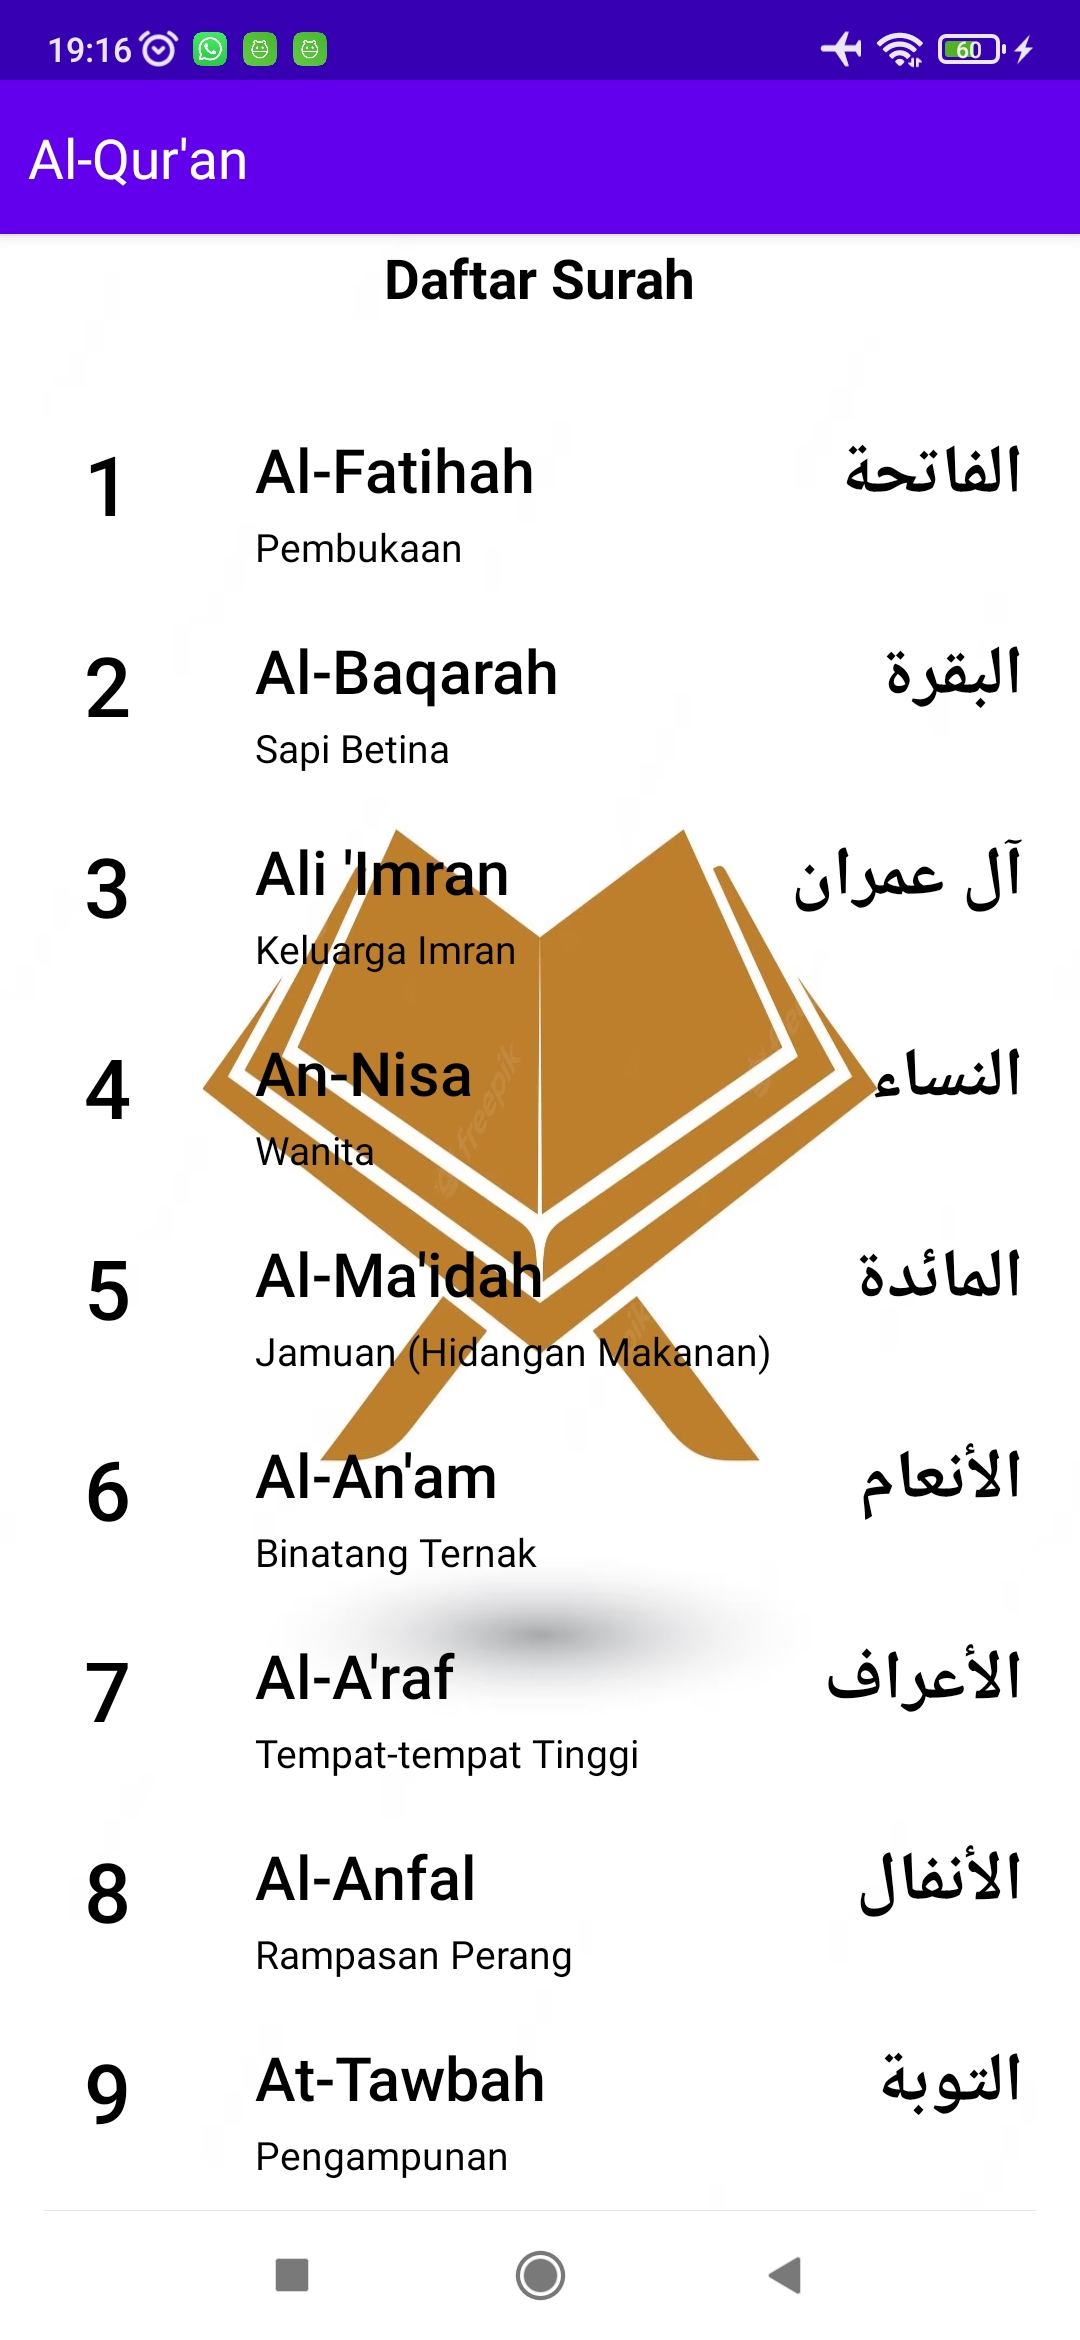 19:16
60
Al-Qur'an
Daftar Surah
1 Al-Fatihah الفاتحة
Pembukaan
2 Al-Baqarah البقرة
Sapi Betina
3 Ali 'Imran آل عمران
Keluarga Imran
4 An-Nisa النساء
Wanita
freepik
5 Al-Ma'idah المائدة
Jamuan (Hidangan Makanan)
6 Al-An'am الأنعام
Binatang Ternak
7 Al-A'raf الأعراف
Tempat-tempat Tinggi
8 Al-Anfal الأنفال
Rampasan Perang
9 At-Tawbah التوبة
Pengampunan